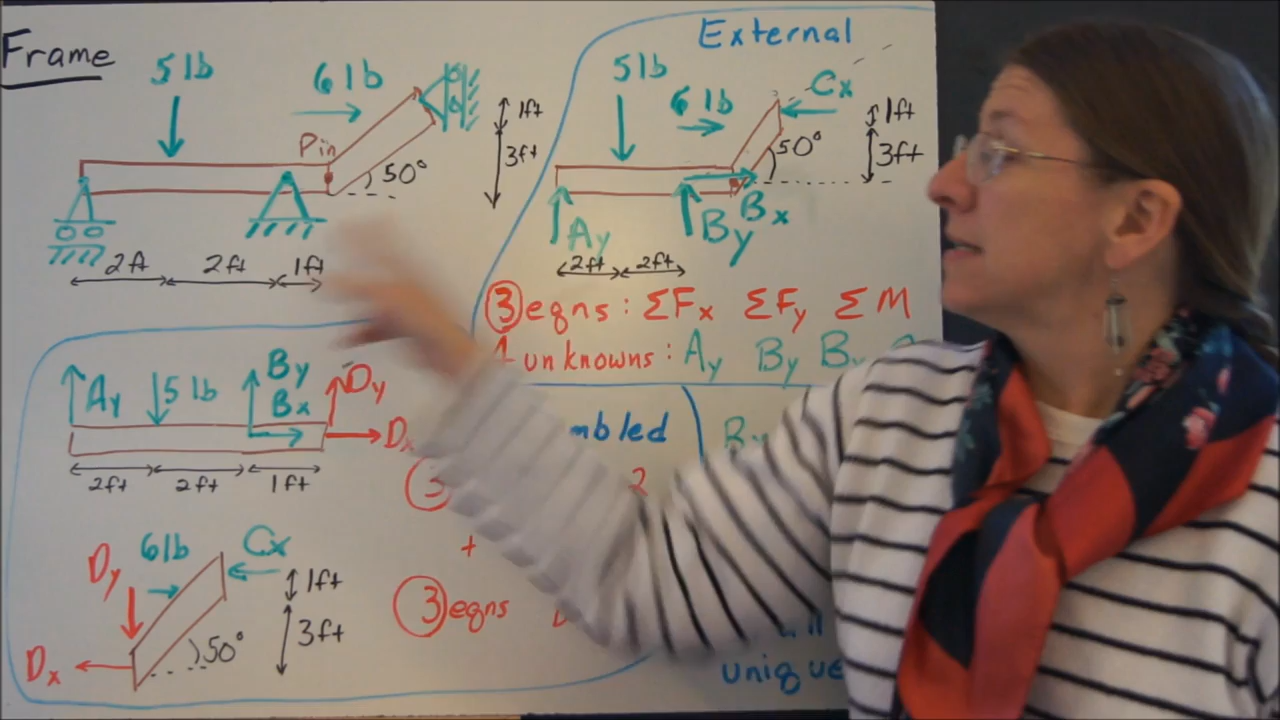 Frame
5 lb
6 lb
Pin
50°
1ft
3ft
2ft 2ft 1ft
External
5 lb
6 lb
Cx
50°
1ft
3ft
Ay
By
Bx
2ft 2ft
3 eqns: ΣFx ΣFy ΣM
unknowns: Ay By B
Ay 5 lb
By
Bx
Dy
Dx
2ft 2ft 1ft
Dy
6 lb
Cx
1ft
3ft
50°
Dx
mbled
3
2
+
3 eqns
unique